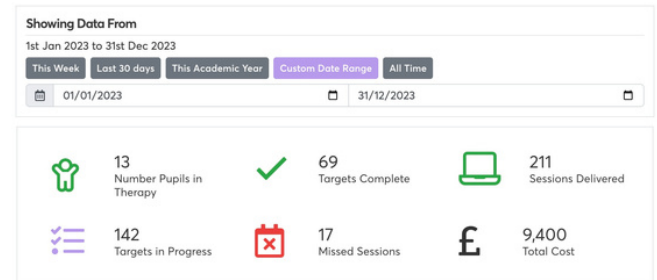 Showing Data From
1st Jan 2023 to 31st Dec 2023
This Week Last 30 days This Academic Year Custom Date Range All Time
01/01/2023 31/12/2023
13 69 211
Number Pupils in Targets Complete Sessions Delivered
Therapy
142 17 £ 9,400
Targets in Progress Missed Sessions Total Cost